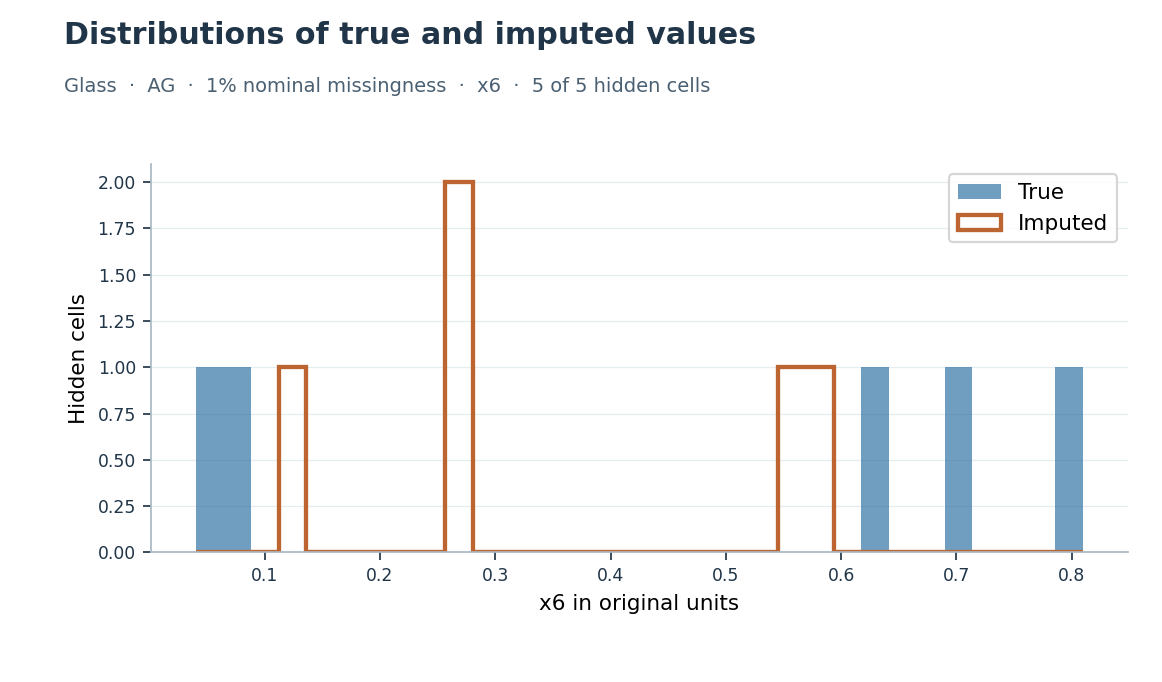 Distributions of true and imputed values
Glass · AG · 1% nominal missingness · x6 · 5 of 5 hidden cells
True
Imputed
Hidden cells
2.00
1.75
1.50
1.25
1.00
0.75
0.50
0.25
0.00
0.1 0.2 0.3 0.4 0.5 0.6 0.7 0.8
x6 in original units